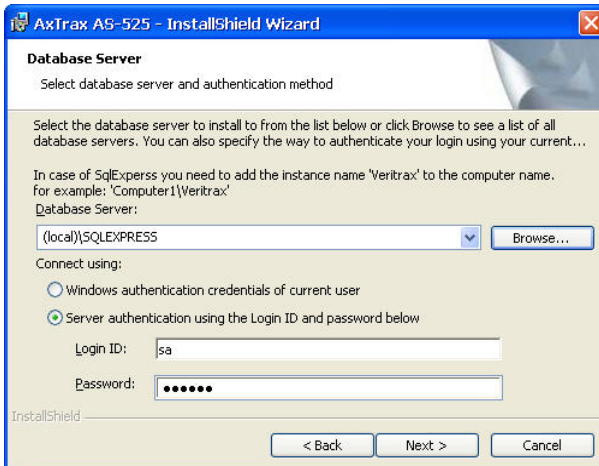 AxTrax AS-525 - InstallShield Wizard
Database Server
Select database server and authentication method
Select the database server to install to from the list below or click Browse to see a list of all
database servers. You can also specify the way to authenticate your login using your current...
In case of SqlExperss you need to add the instance name 'Veritrax' to the computer name.
for example: 'Computer1\Veritrax'
Database Server:
(local)\SQLEXPRESS
Browse...
Connect using:
Windows authentication credentials of current user
Server authentication using the Login ID and password below
Login ID:
sa
Password:
●●●●●●
InstallShield
< Back
Next >
Cancel